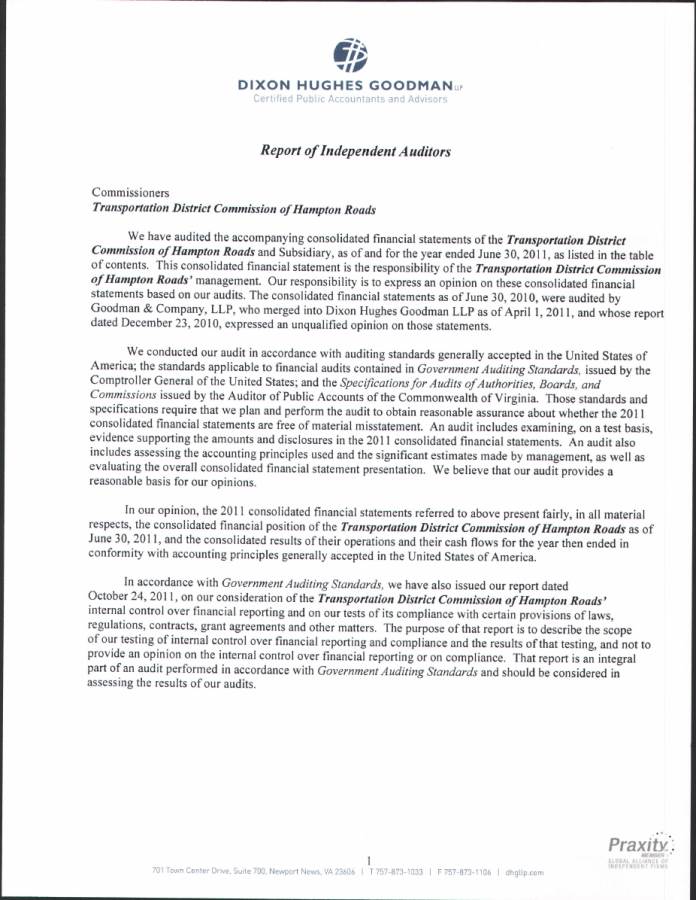 DIXON HUGHES GOODMAN LLP
Certified Public Accountants and Advisors
Report of Independent Auditors
Commissioners
Transportation District Commission of Hampton Roads
We have audited the accompanying consolidated financial statements of the Transportation District
Commission of Hampton Roads and Subsidiary, as of and for the year ended June 30, 2011, as listed in the table
of contents. This consolidated financial statement is the responsibility of the Transportation District Commission
of Hampton Roads' management. Our responsibility is to express an opinion on these consolidated financial
statements based on our audits. The consolidated financial statements as of June 30, 2010, were audited by
Goodman & Company, LLP, who merged into Dixon Hughes Goodman LLP as of April 1, 2011, and whose report
dated December 23, 2010, expressed an unqualified opinion on those statements.
We conducted our audit in accordance with auditing standards generally accepted in the United States of
America; the standards applicable to financial audits contained in Government Auditing Standards, issued by the
Comptroller General of the United States; and the Specifications for Audits of Authorities, Boards, and
Commissions issued by the Auditor of Public Accounts of the Commonwealth of Virginia. Those standards and
specifications require that we plan and perform the audit to obtain reasonable assurance about whether the 2011
consolidated financial statements are free of material misstatement. An audit includes examining, on a test basis,
evidence supporting the amounts and disclosures in the 2011 consolidated financial statements. An audit also
includes assessing the accounting principles used and the significant estimates made by management, as well as
evaluating the overall consolidated financial statement presentation. We believe that our audit provides a
reasonable basis for our opinions.
In our opinion, the 2011 consolidated financial statements referred to above present fairly, in all material
respects, the consolidated financial position of the Transportation District Commission of Hampton Roads as of
June 30, 2011, and the consolidated results of their operations and their cash flows for the year then ended in
conformity with accounting principles generally accepted in the United States of America.
In accordance with Government Auditing Standards, we have also issued our report dated
October 24, 2011, on our consideration of the Transportation District Commission of Hampton Roads'
internal control over financial reporting and on our tests of its compliance with certain provisions of laws,
regulations, contracts, grant agreements and other matters. The purpose of that report is to describe the scope
of our testing of internal control over financial reporting and compliance and the results of that testing, and not to
provide an opinion on the internal control over financial reporting or on compliance. That report is an integral
part of an audit performed in accordance with Government Auditing Standards and should be considered in
assessing the results of our audits.
1
701 Town Center Drive, Suite 700, Newport News, VA 23606 | T 757-873-1033 | F 757-873-1106 | dhgllp.com
Praxity
MEMBER
GLOBAL ALLIANCE OF
INDEPENDENT FIRMS